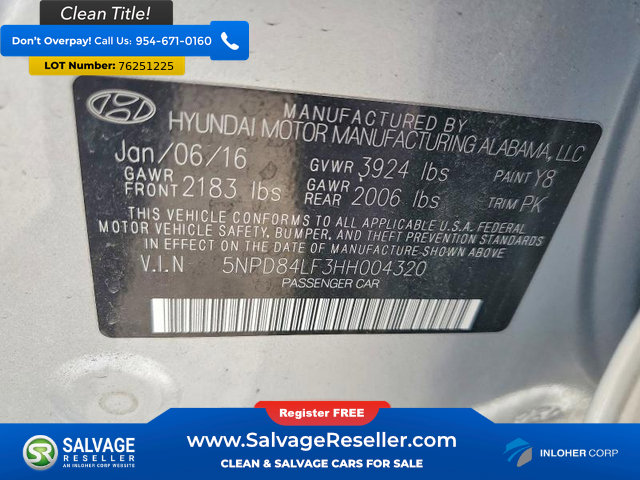 Clean Title!
Don't Overpay! Call Us: 954-671-0160
Lot Number: 76251225
MANUFACTURED BY
HYUNDAI MOTOR MANUFACTURING ALABAMA, LLC
Jan/06/16 GVWR 3924 lbs PAINT Y8
GAWR FRONT 2183 lbs GAWR REAR 2006 lbs TRIM PK
THIS VEHICLE CONFORMS TO ALL APPLICABLE U.S.A. FEDERAL
MOTOR VEHICLE SAFETY, BUMPER, AND THEFT PREVENTION STANDARDS
IN EFFECT ON THE DATE OF MANUFACTURE-SHOWN ABOVE.
V.I.N 5NPD84LF3HH004320
PASSENGER CAR
Register FREE
SALVAGE RESELLER
AN INLOHER CORP WEBSITE
www.SalvageReseller.com
CLEAN & SALVAGE CARS FOR SALE
INLOHER CORP